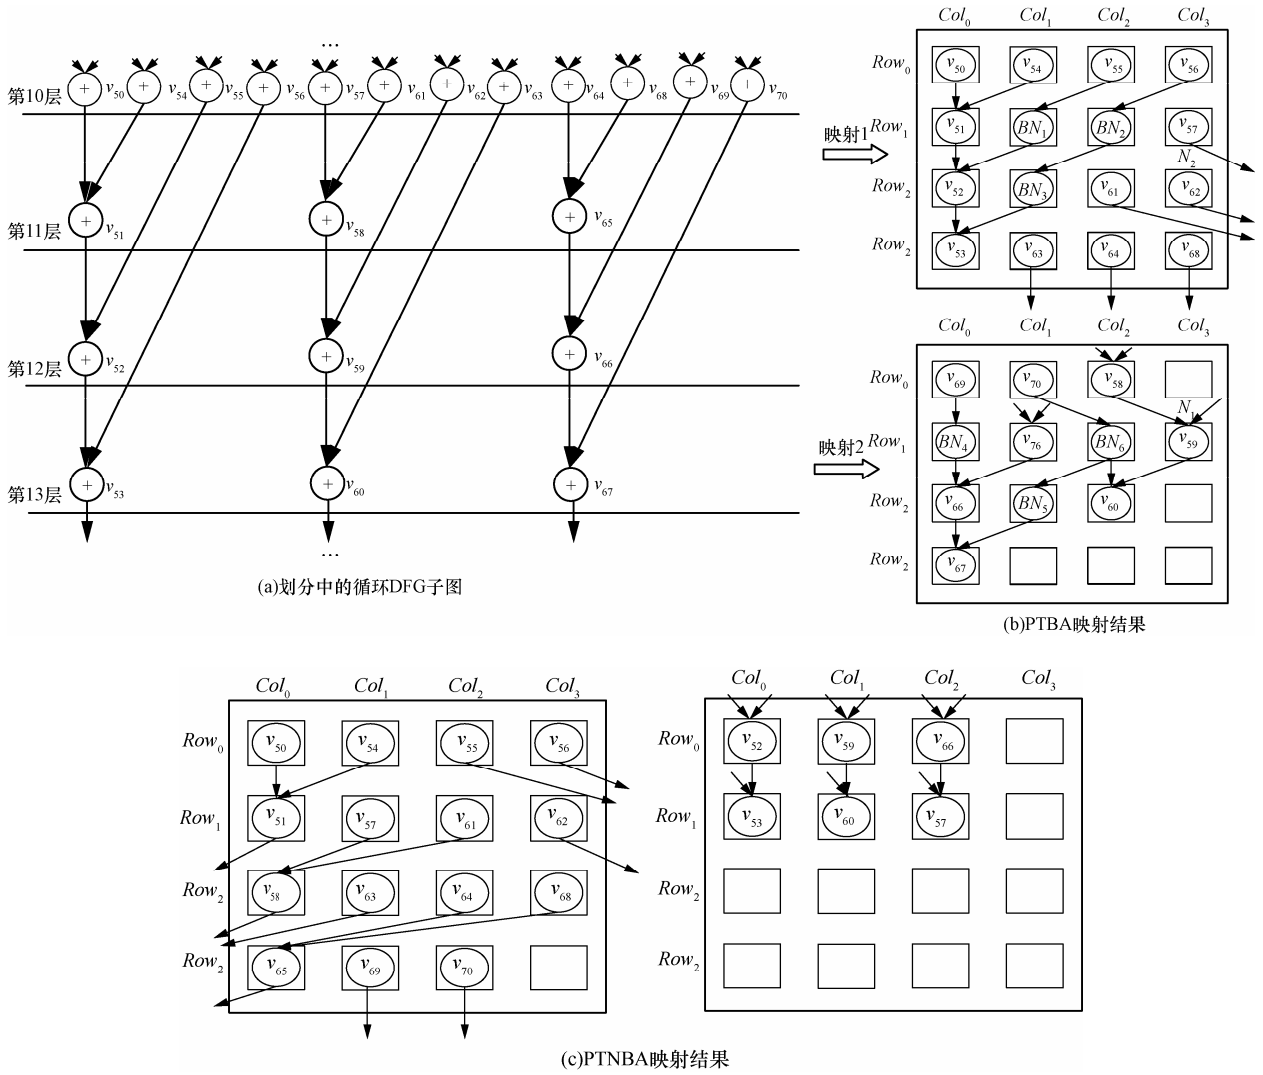 ...
第10层 + v50 + v54 + v55 + v56 + v57 + v61 + v62 + v63 + v64 + v68 + v69 + v70
第11层 + v51 + v58 + v65
第12层 + v52 + v59 + v66
第13层 + v53 + v60 + v67
...
(a)划分中的循环DFG子图
映射1
Col0 Col1 Col2 Col3
Row0 v50 v54 v55 v56
Row1 v51 BN1 BN2 v57
N2
Row2 v52 BN3 v61 v62
Row2 v53 v63 v64 v68
映射2
Col0 Col1 Col2 Col3
Row0 v69 v70 v58
N1
Row1 BN4 v76 BN6 v59
Row2 v66 BN5 v60
Row2 v67
(b)PTBA映射结果
Col0 Col1 Col2 Col3
Row0 v50 v54 v55 v56
Row1 v51 v57 v61 v62
Row2 v58 v63 v64 v68
Row2 v65 v69 v70
Col0 Col1 Col2 Col3
Row0 v52 v59 v66
Row1 v53 v60 v57
Row2
Row2
(c)PTNBA映射结果